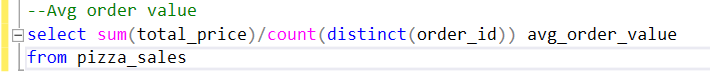 --Avg order value
select sum(total_price)/count(distinct(order_id)) avg_order_value
from pizza_sales